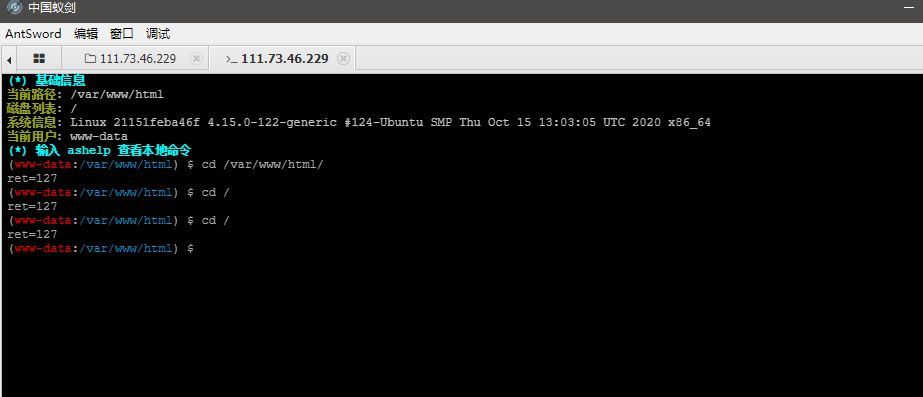 中国蚁剑
AntSword 编辑 窗口 调试
111.73.46.229 >_ 111.73.46.229
(*) 基础信息
当前路径: /var/www/html
磁盘列表: /
系统信息: Linux 21151feba46f 4.15.0-122-generic #124-Ubuntu SMP Thu Oct 15 13:03:05 UTC 2020 x86_64
当前用户: www-data
(*) 输入 ashelp 查看本地命令
(www-data:/var/www/html) $ cd /var/www/html/
ret=127
(www-data:/var/www/html) $ cd /
ret=127
(www-data:/var/www/html) $ cd /
ret=127
(www-data:/var/www/html) $